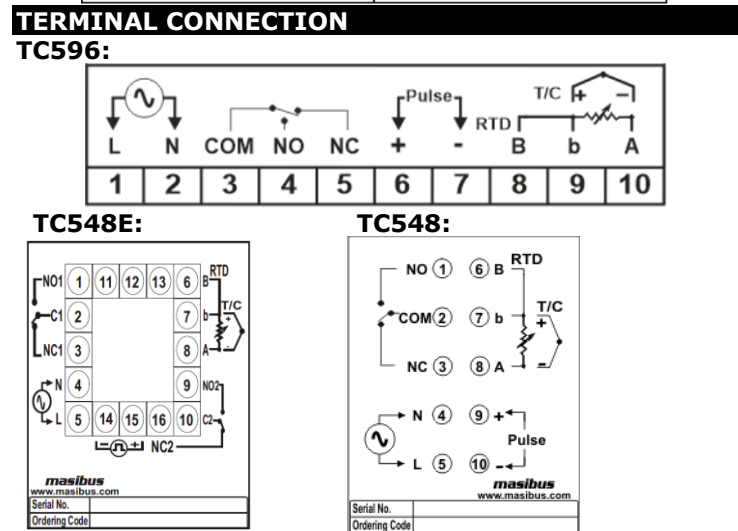 TERMINAL CONNECTION
TC596:
Pulse T/C + -
RTD
L N COM NO NC + - B b A
1 2 3 4 5 6 7 8 9 10
TC548E: TC548:
NO1 1 11 12 13 6 B RTD
C1 2 7 b T/C
+
NC1 3 8 A -
N 4 9 NO2
L 5 14 15 16 10 C2
L - + NC2
masibus
www.masibus.com
Serial No.
Ordering Code
NO 1 6 B RTD
COM 2 7 b T/C
+
NC 3 8 A -
N 4 9 +
Pulse
L 5 10 -
masibus
www.masibus.com
Serial No.
Ordering Code